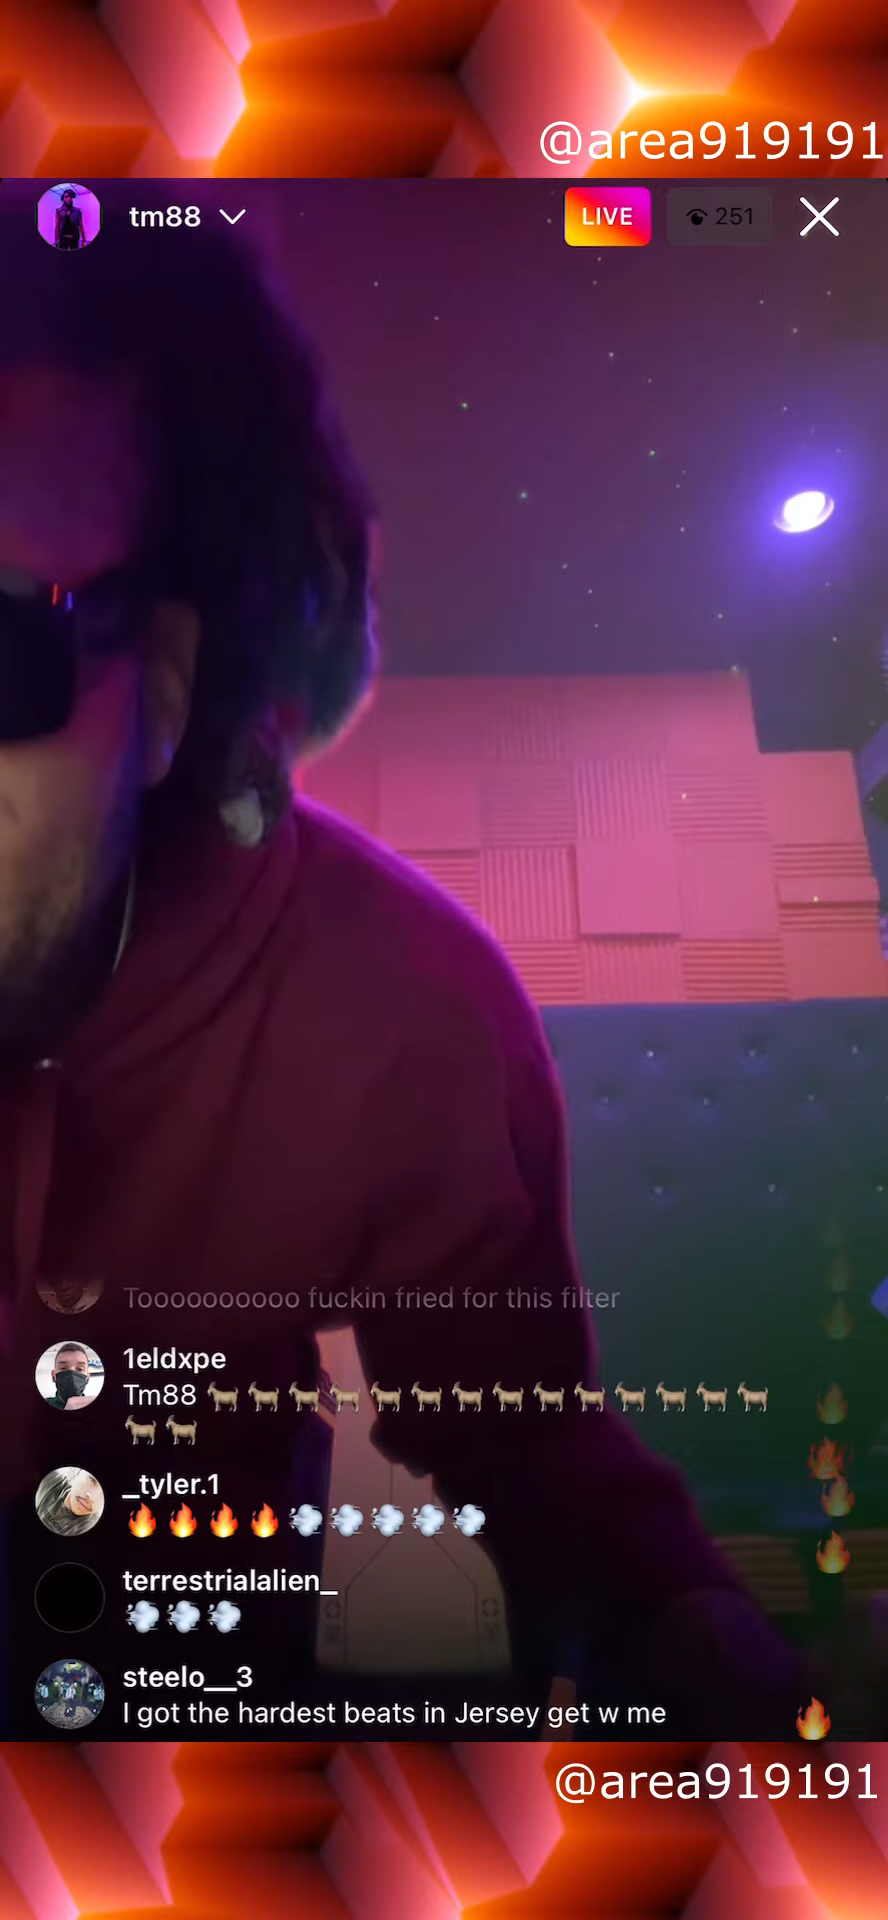 @area919191
tm88
LIVE
251
Toooooooooo fuckin fried for this filter
1eldxpe
Tm88 🐐🐐🐐🐐🐐🐐🐐🐐🐐🐐🐐🐐🐐🐐
🐐🐐
_tyler.1
🔥🔥🔥🔥💨💨💨💨💨
terrestrialalien_
💨💨💨
steelo__3
I got the hardest beats in Jersey get w me
@area919191